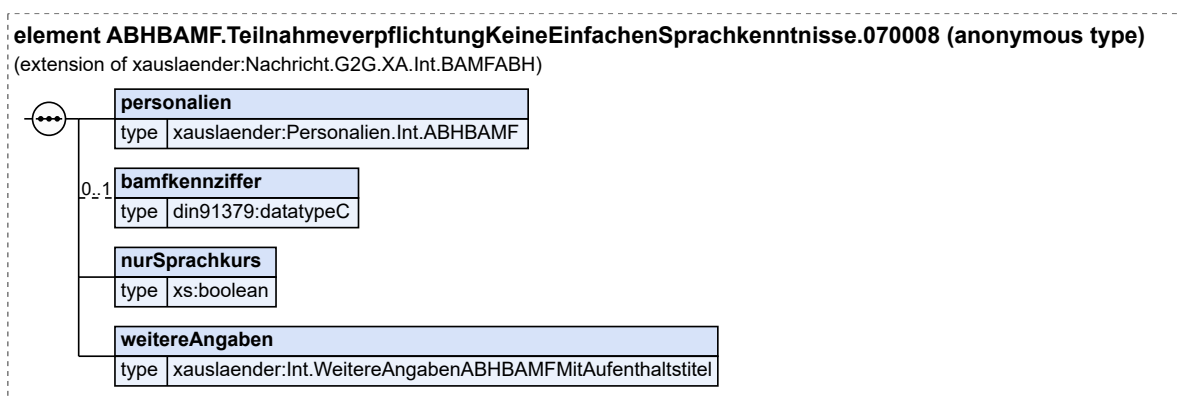 element ABHBAMF.TeilnahmeverpflichtungKeineEinfachenSprachkenntnisse.070008 (anonymous type)
(extension of xauslaender:Nachricht.G2G.XA.Int.BAMFABH)
personalien
type xauslaender:Personalien.Int.ABHBAMF
0..1
bamfkennziffer
type din91379:datatypeC
nurSprachkurs
type xs:boolean
weitereAngaben
type xauslaender:Int.WeitereAngabenABHBAMFMitAufenthaltstitel